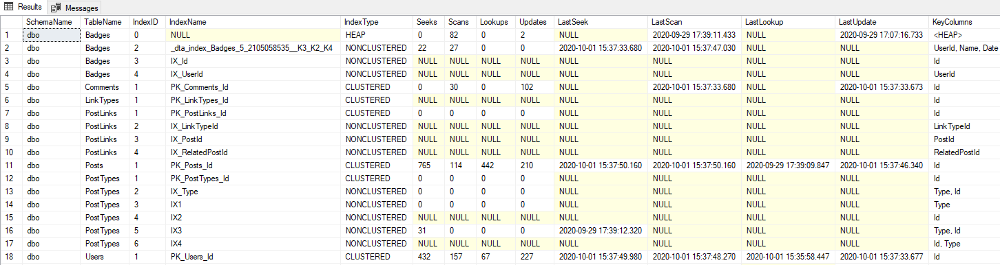 Results Messages
SchemaName TableName IndexID IndexName IndexType Seeks Scans Lookups Updates LastSeek LastScan LastLookup LastUpdate KeyColumns
1 dbo Badges 0 NULL HEAP 0 82 0 2 NULL 2020-09-29 17:39:11.433 NULL 2020-09-29 17:07:16.733 <HEAP>
2 dbo Badges 2 _dta_index_Badges_5_2105058535__K3_K2_K4 NONCLUSTERED 22 27 0 0 2020-10-01 15:37:33.680 2020-10-01 15:37:47.030 NULL NULL UserId, Name, Date
3 dbo Badges 3 IX_Id NONCLUSTERED NULL NULL NULL NULL NULL NULL NULL NULL Id
4 dbo Badges 4 IX_UserId NONCLUSTERED NULL NULL NULL NULL NULL NULL NULL NULL UserId
5 dbo Comments 1 PK_Comments_Id CLUSTERED 0 30 0 102 NULL 2020-10-01 15:37:33.680 NULL 2020-10-01 15:37:33.673 Id
6 dbo LinkTypes 1 PK_LinkTypes_Id CLUSTERED NULL NULL NULL NULL NULL NULL NULL NULL Id
7 dbo PostLinks 1 PK_PostLinks_Id CLUSTERED 0 0 0 0 NULL NULL NULL NULL Id
8 dbo PostLinks 2 IX_LinkTypeId NONCLUSTERED NULL NULL NULL NULL NULL NULL NULL NULL LinkTypeId
9 dbo PostLinks 3 IX_PostId NONCLUSTERED NULL NULL NULL NULL NULL NULL NULL NULL PostId
10 dbo PostLinks 4 IX_RelatedPostId NONCLUSTERED NULL NULL NULL NULL NULL NULL NULL NULL RelatedPostId
11 dbo Posts 1 PK_Posts_Id CLUSTERED 765 114 442 210 2020-10-01 15:37:50.160 2020-10-01 15:37:50.160 2020-09-29 17:39:09.847 2020-10-01 15:37:46.340 Id
12 dbo PostTypes 1 PK_PostTypes_Id CLUSTERED 0 0 0 0 NULL NULL NULL NULL Id
13 dbo PostTypes 2 IX_Type NONCLUSTERED 0 0 0 0 NULL NULL NULL NULL Type, Id
14 dbo PostTypes 3 IX1 NONCLUSTERED 0 0 0 0 NULL NULL NULL NULL Type
15 dbo PostTypes 4 IX2 NONCLUSTERED NULL NULL NULL NULL NULL NULL NULL NULL Id
16 dbo PostTypes 5 IX3 NONCLUSTERED 31 0 0 0 2020-09-29 17:39:12.320 NULL NULL NULL Type, Id
17 dbo PostTypes 6 IX4 NONCLUSTERED NULL NULL NULL NULL NULL NULL NULL NULL Id, Type
18 dbo Users 1 PK_Users_Id CLUSTERED 432 157 67 227 2020-10-01 15:37:49.980 2020-10-01 15:37:48.270 2020-10-01 15:35:58.447 2020-10-01 15:37:33.677 Id